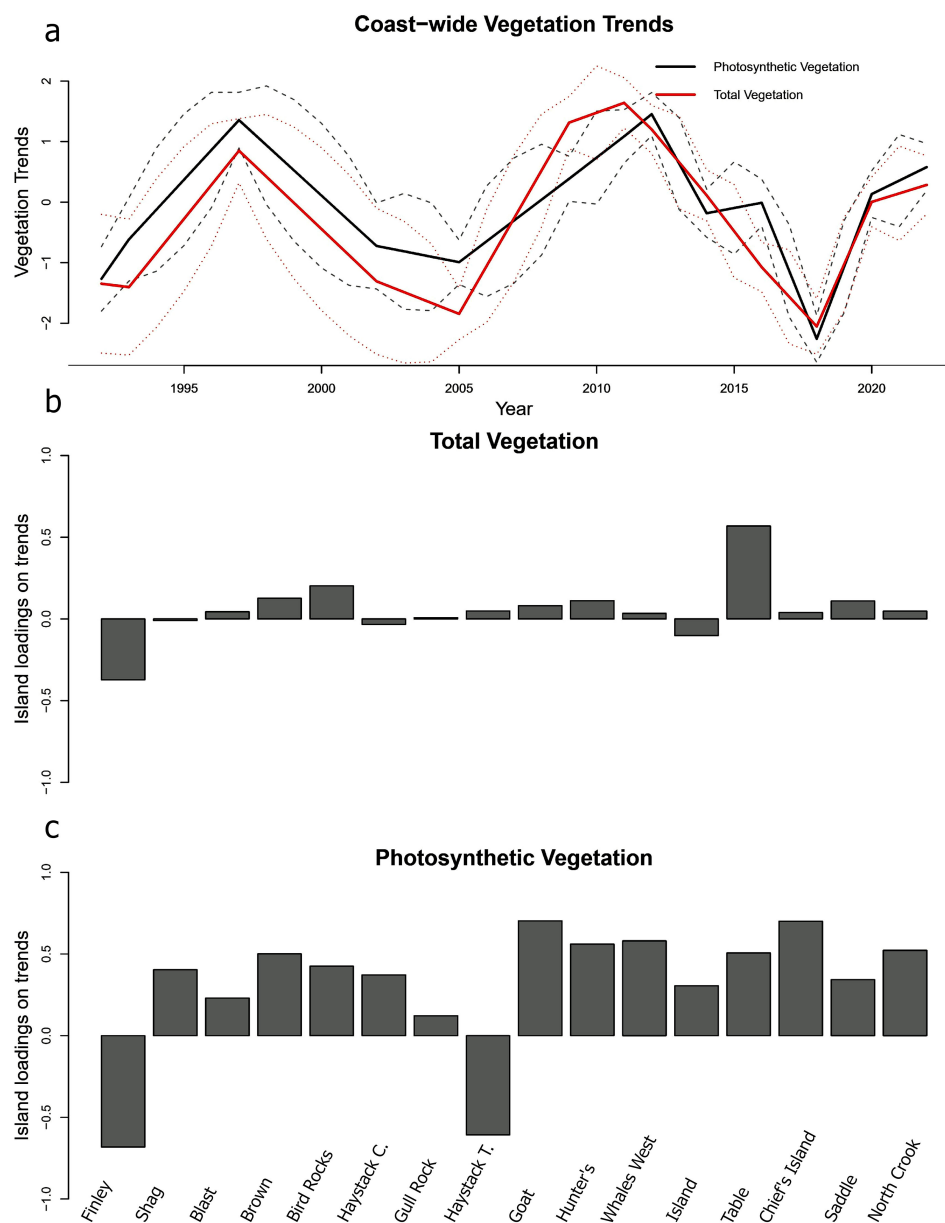 a
Coast−wide Vegetation Trends
Photosynthetic Vegetation
Total Vegetation
Vegetation Trends
2
1
0
-1
-2
1995 2000 2005 2010 2015 2020
Year
b
Total Vegetation
Island loadings on trends
1.0
0.5
0.0
-0.5
-1.0
c
Photosynthetic Vegetation
Island loadings on trends
1.0
0.5
0.0
-0.5
-1.0
Finley
Shag
Blast
Brown
Bird Rocks
Haystack C.
Gull Rock
Haystack T.
Goat
Hunter's
Whales West
Island
Table
Chief's Island
Saddle
North Crook